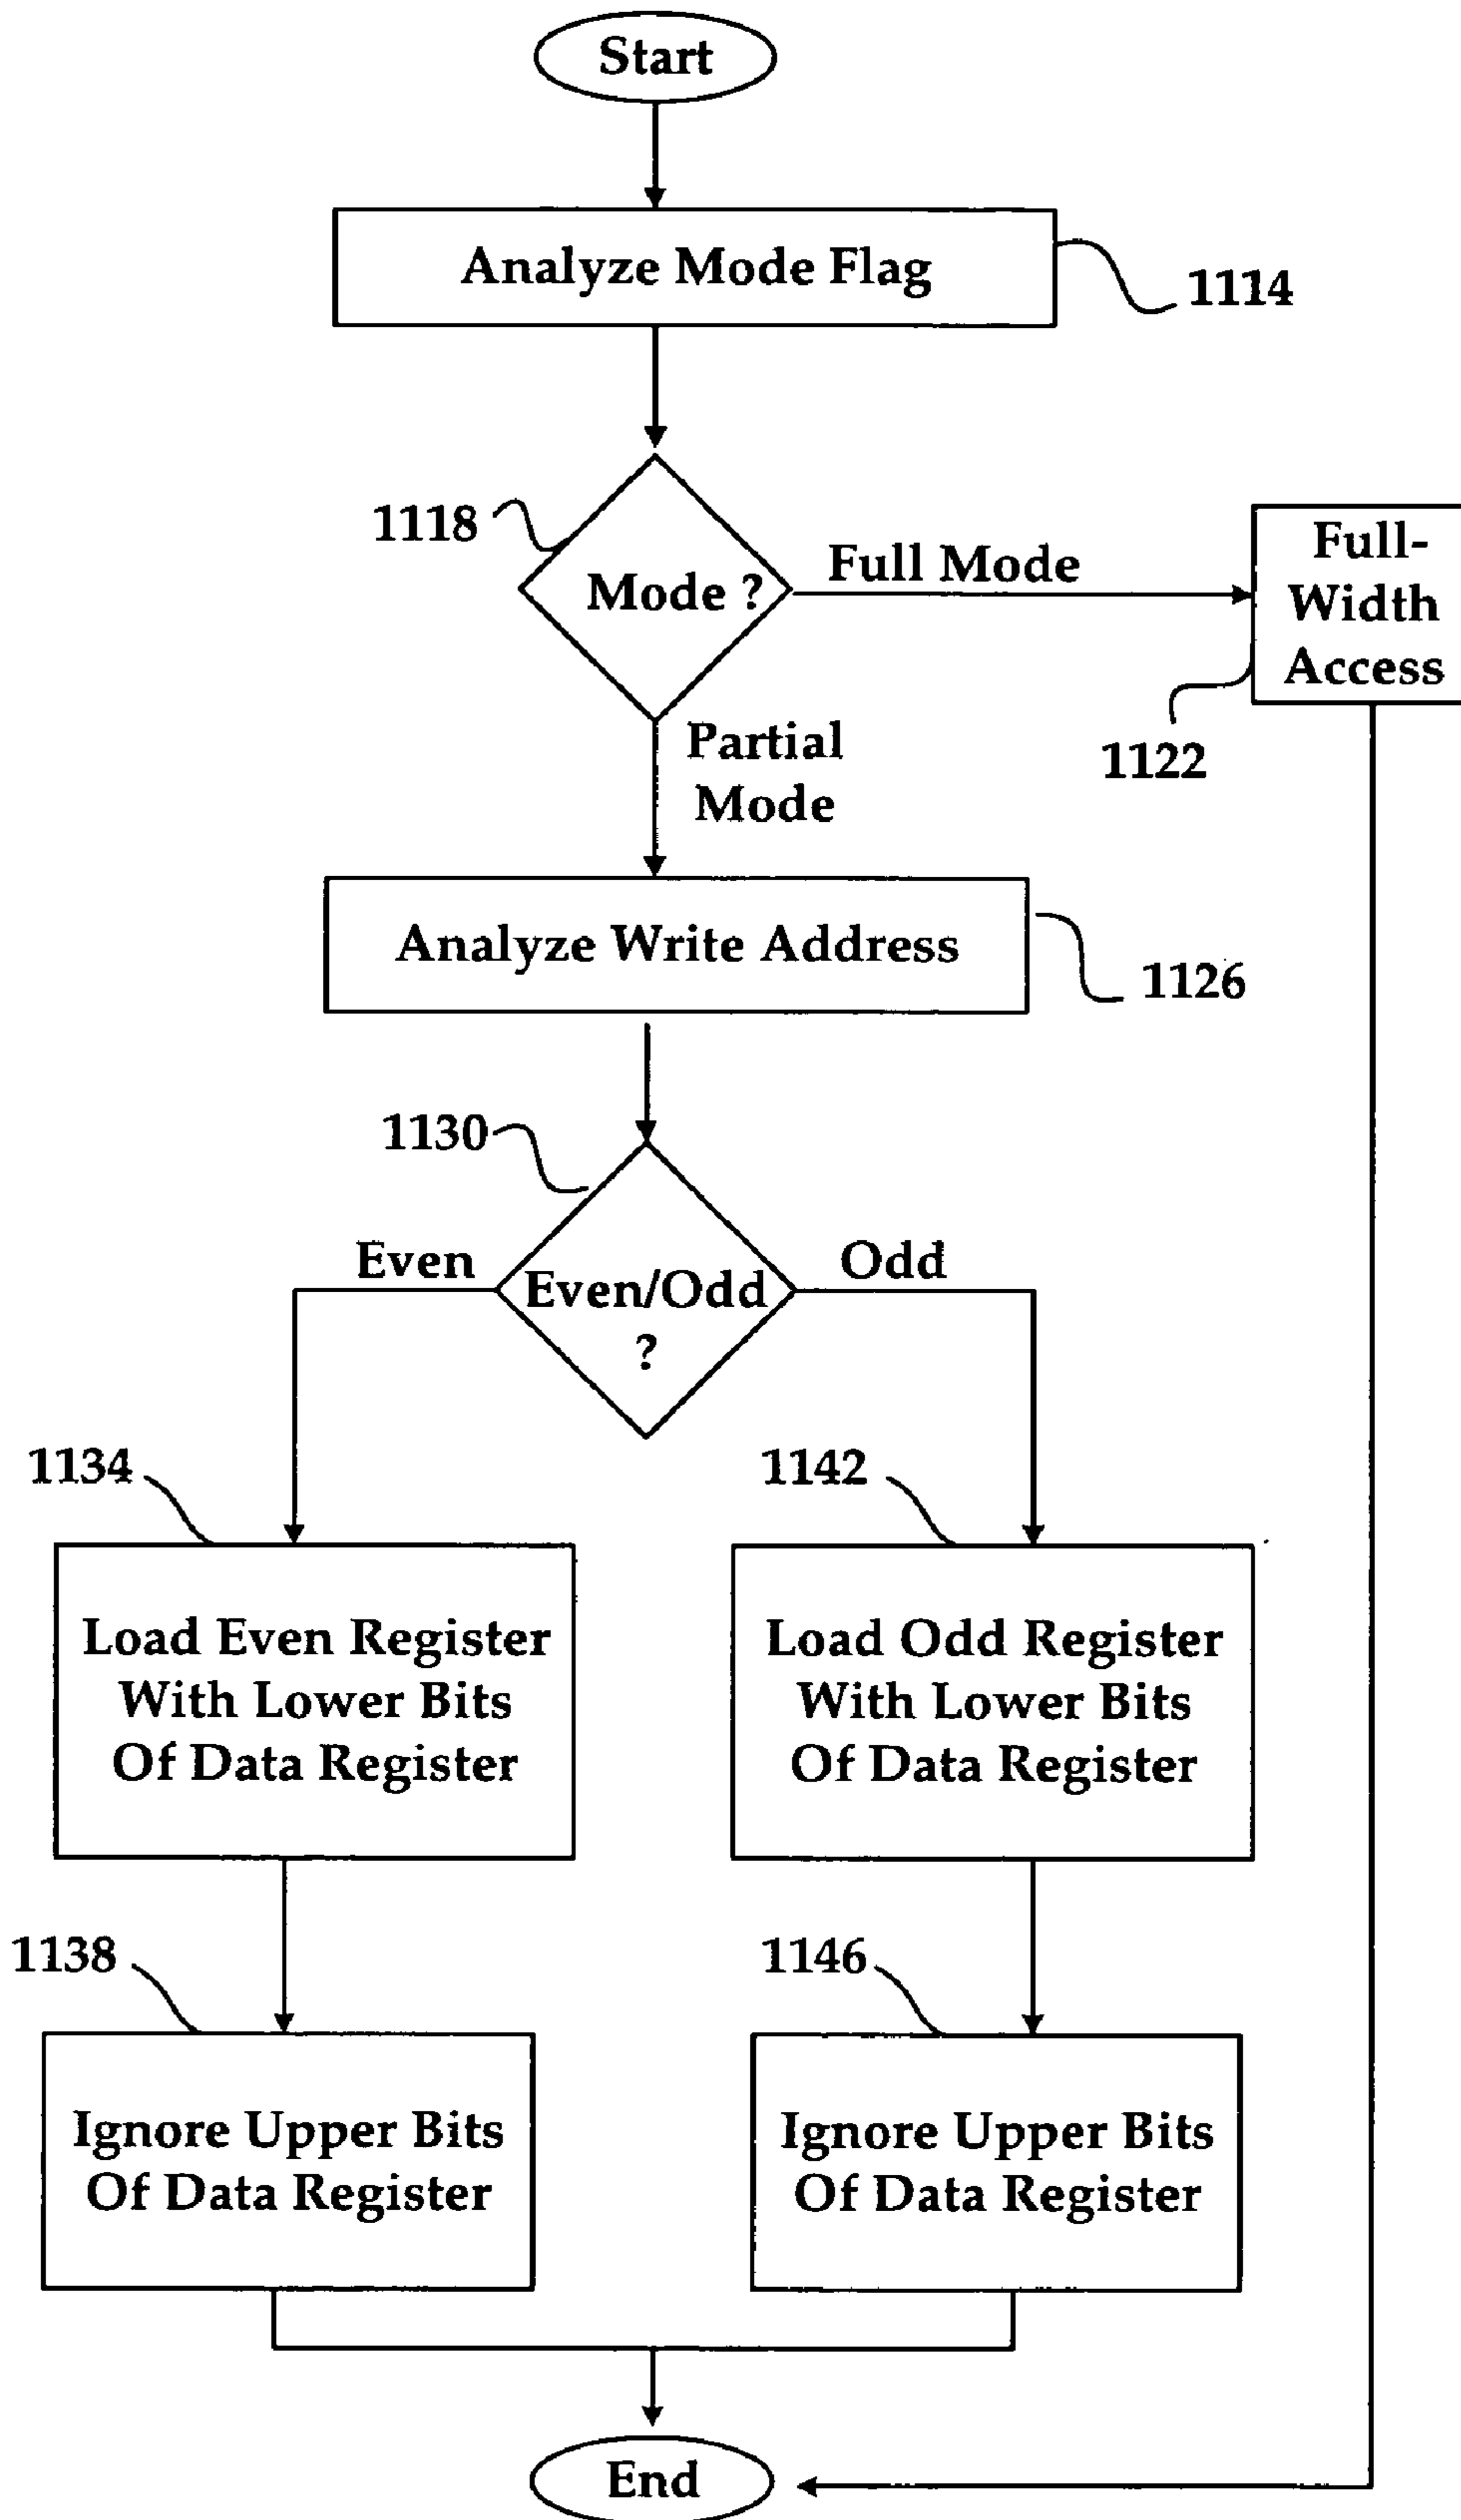 Start
Analyze Mode Flag
1114
1118
Mode ?
Full Mode
Full-
Width
Access
1122
Partial
Mode
Analyze Write Address
1126
1130
Even
Even/Odd
?
Odd
1134
1142
Load Even Register
With Lower Bits
Of Data Register
Load Odd Register
With Lower Bits
Of Data Register
1138
1146
Ignore Upper Bits
Of Data Register
Ignore Upper Bits
Of Data Register
End